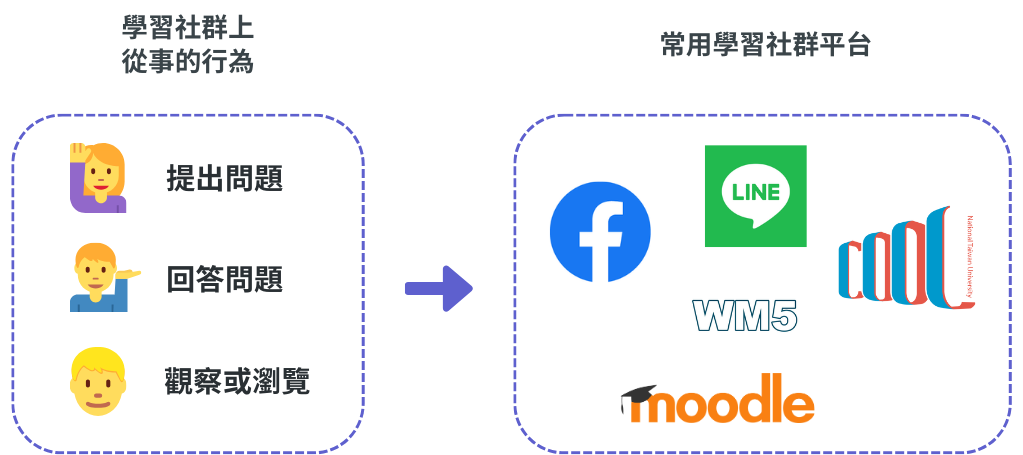 學習社群上
從事的行為
常用學習社群平台
提出問題
回答問題
觀察或瀏覽
LINE
COOL
National Taiwan University
WM5
moodle